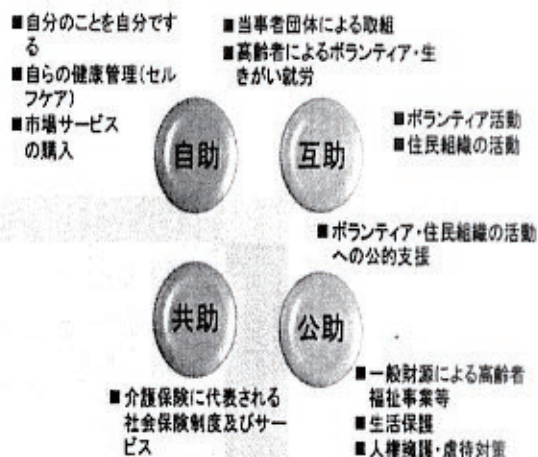 ■自分のことを自分です
る
■自らの健康管理(セル
フケア)
■市場サービス
の購入
■当事者団体による取組
■高齢者によるボランティア・生
きがい就労
自助
互助
■ボランティア活動
■住民組織の活動
■ボランティア・住民組織の活動
への公的支援
共助
公助
■介護保険に代表される
社会保険制度及びサー
ビス
■一般財源による高齢者
福祉事業等
■生活保護
■人権擁護・虐待対策